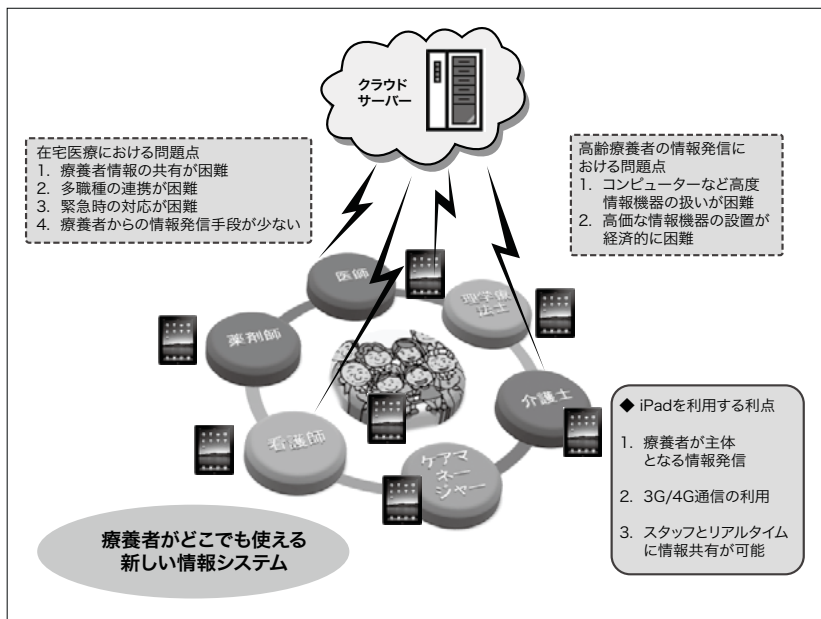 クラウド
サーバー
在宅医療における問題点
1. 療養者情報の共有が困難
2. 多職種の連携が困難
3. 緊急時の対応が困難
4. 療養者からの情報発信手段が少ない
高齢療養者の情報発信に
おける問題点
1. コンピューターなど高度
情報機器の扱いが困難
2. 高価な情報機器の設置が
経済的に困難
医師
理学療
法士
薬剤師
介護士
看護師
ケアマ
ネー
ジャー
◆ iPadを利用する利点
1. 療養者が主体
となる情報発信
2. 3G/4G通信の利用
3. スタッフとリアルタイム
に情報共有が可能
療養者がどこでも使える
新しい情報システム